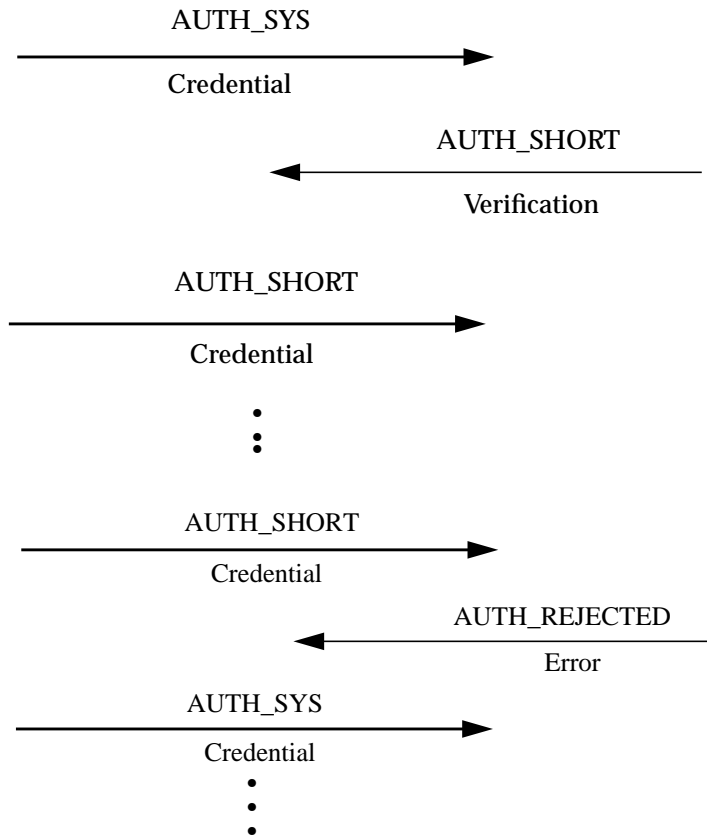 AUTH_SYS
Credential
AUTH_SHORT
Verification
AUTH_SHORT
Credential
AUTH_SHORT
Credential
AUTH_REJECTED
Error
AUTH_SYS
Credential